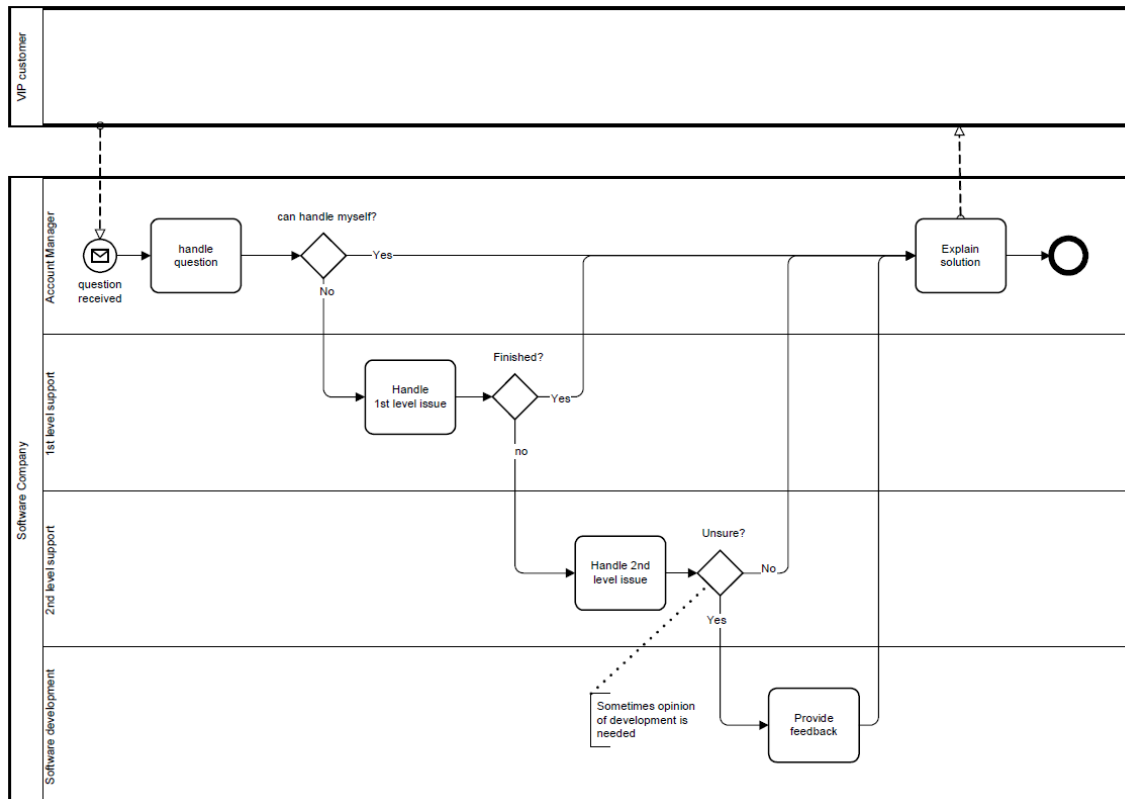 VIP customer
Software Company
Account Manager
can handle myself?
handle
question
Yes
Explain
solution
question
received
No
1st level support
Finished?
Handle
1st level issue
Yes
no
2nd level support
Unsure?
Handle 2nd
level issue
No
Yes
Software development
Sometimes opinion
of development is
needed
Provide
feedback